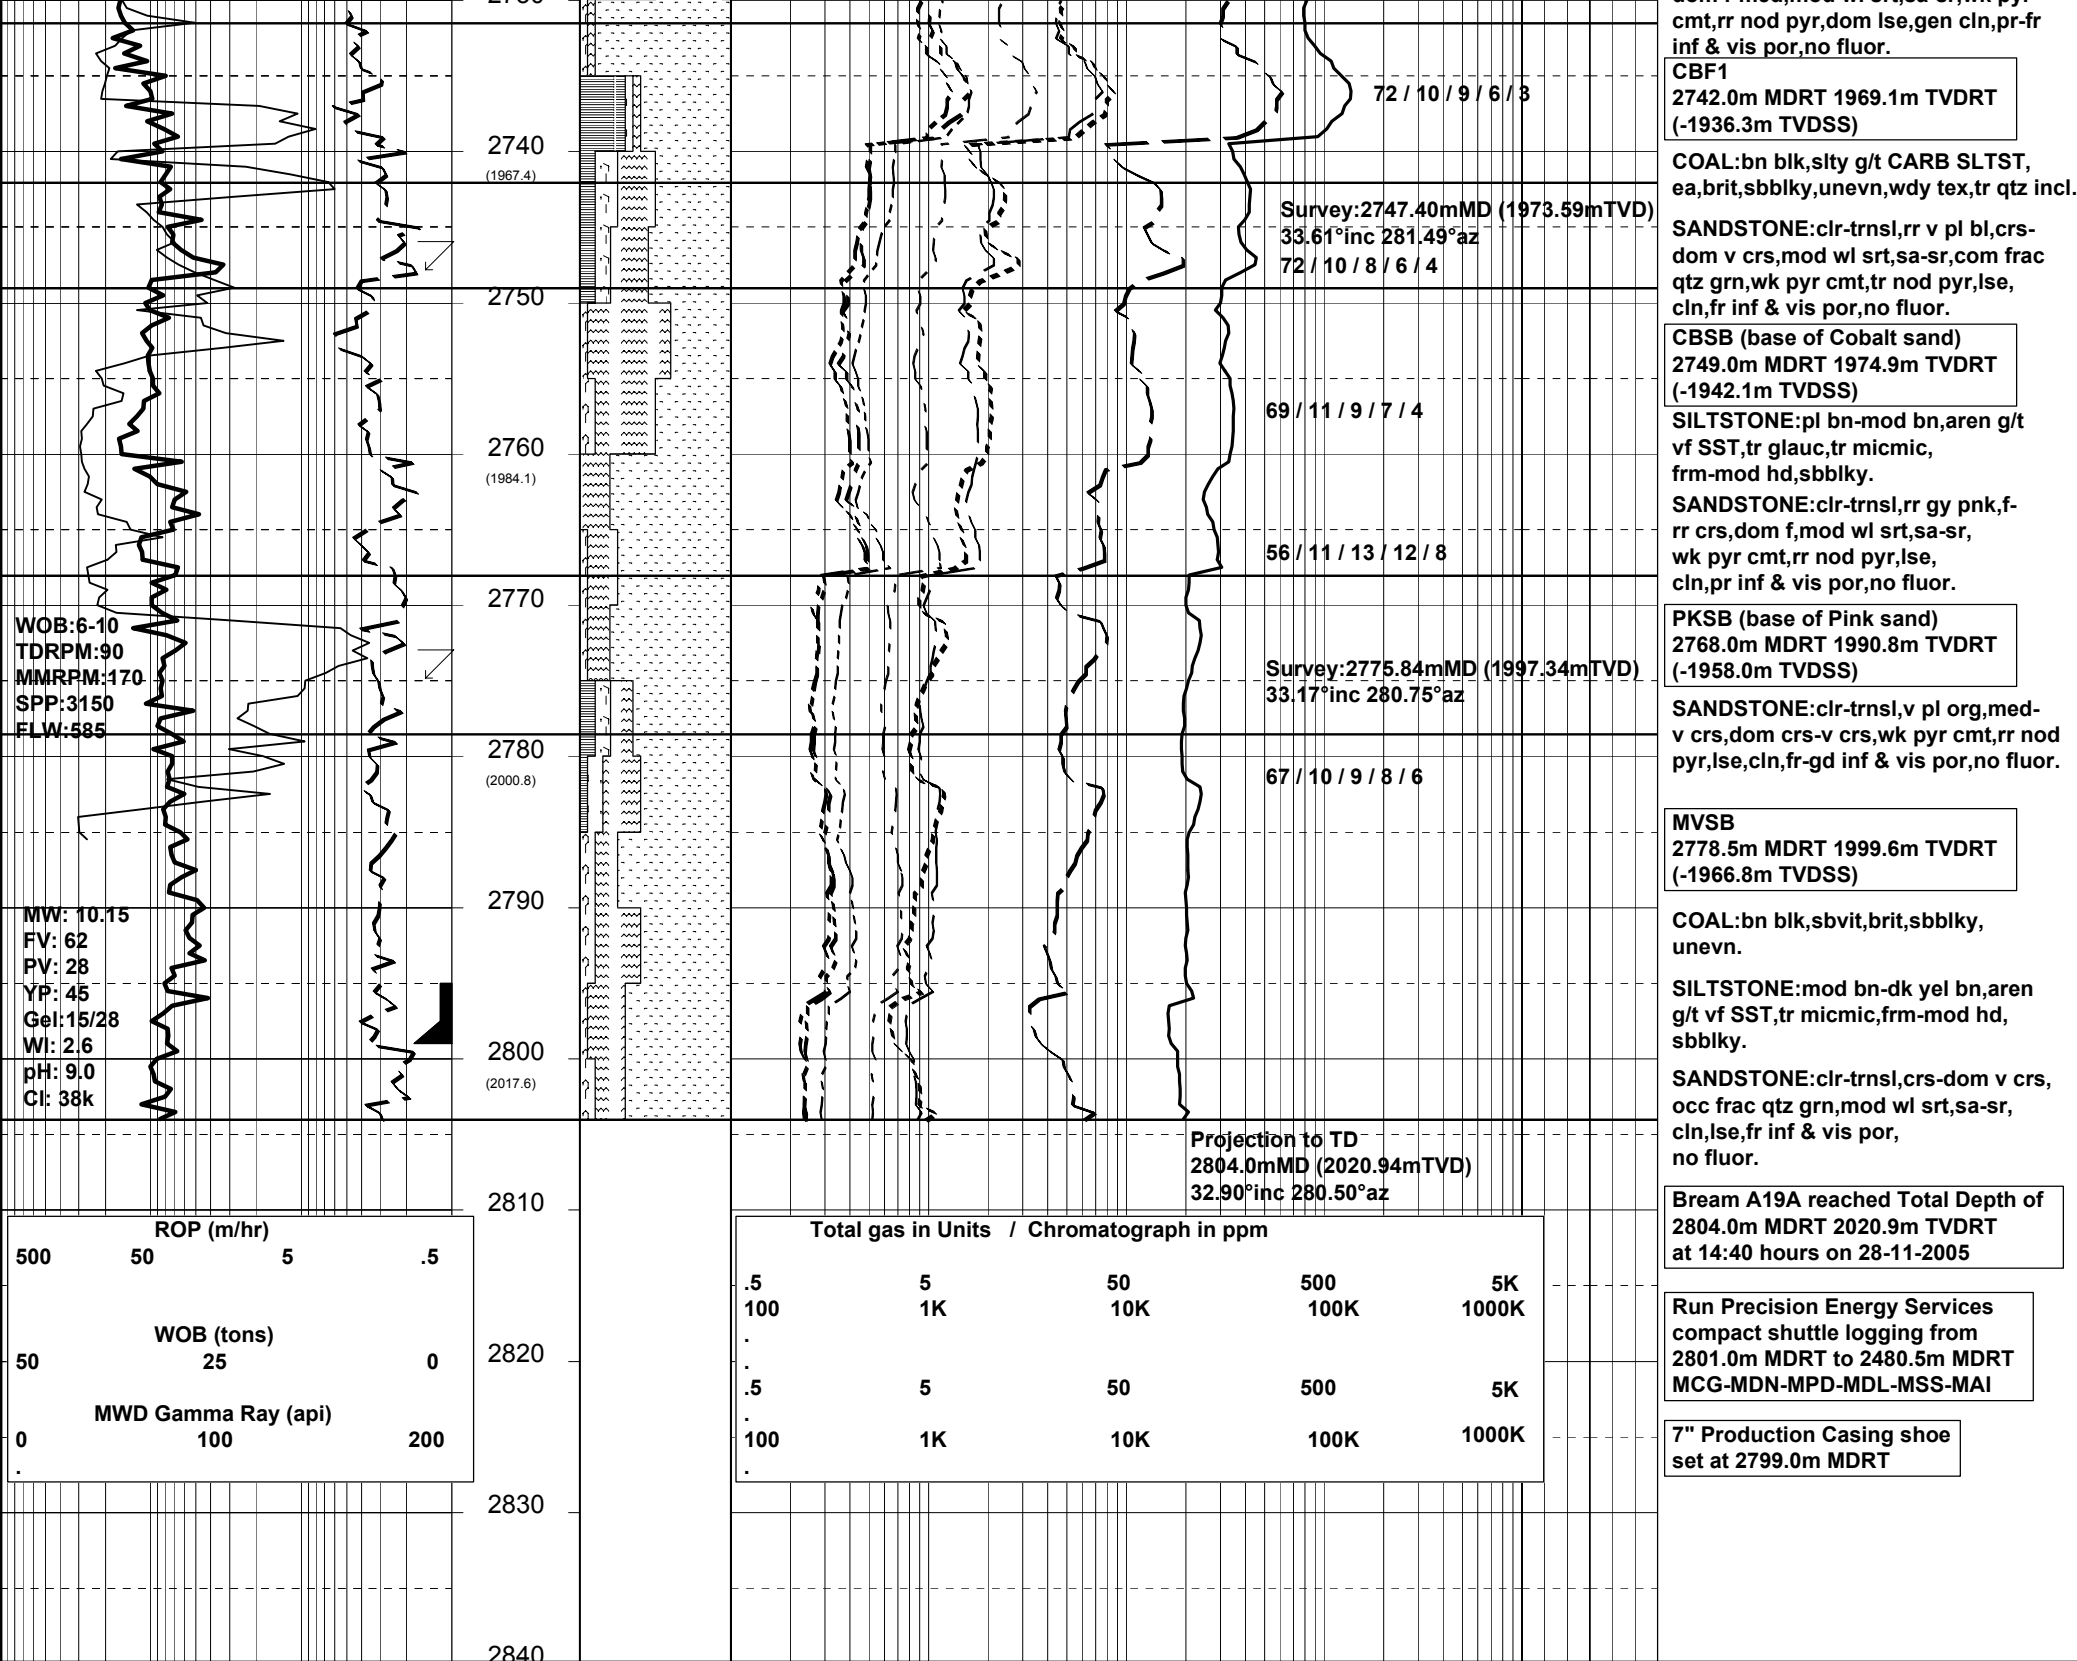 cmt,rr nod pyr,dom lse,gen cln,pr-fr
inf & vis por,no fluor.
CBF1
2742.0m MDRT 1969.1m TVDRT
(-1936.3m TVDSS)
COAL:bn blk,slty g/t CARB SLTST,
ea,brit,sbblky,unevn,wdy tex,tr qtz incl.
SANDSTONE:clr-trnsl,rr v pl bl,crs-
dom v crs,mod wl srt,sa-sr,com frac
qtz grn,wk pyr cmt,tr nod pyr,lse,
cln,fr inf & vis por,no fluor.
CBSB (base of Cobalt sand)
2749.0m MDRT 1974.9m TVDRT
(-1942.1m TVDSS)
SILTSTONE:pl bn-mod bn,aren g/t
vf SST,tr glauc,tr micmic,
frm-mod hd,sbblky.
SANDSTONE:clr-trnsl,rr gy pnk,f-
rr crs,dom f,mod wl srt,sa-sr,
wk pyr cmt,rr nod pyr,lse,
cln,pr inf & vis por,no fluor.
PKSB (base of Pink sand)
2768.0m MDRT 1990.8m TVDRT
(-1958.0m TVDSS)
SANDSTONE:clr-trnsl,v pl org,med-
v crs,dom crs-v crs,wk pyr cmt,rr nod
pyr,lse,cln,fr-gd inf & vis por,no fluor.
MVSB
2778.5m MDRT 1999.6m TVDRT
(-1966.8m TVDSS)
COAL:bn blk,sbvit,brit,sbblky,
unevn.
SILTSTONE:mod bn-dk yel bn,aren
g/t vf SST,tr micmic,frm-mod hd,
sbblky.
SANDSTONE:clr-trnsl,crs-dom v crs,
occ frac qtz grn,mod wl srt,sa-sr,
cln,lse,fr inf & vis por,
no fluor.
Bream A19A reached Total Depth of
2804.0m MDRT 2020.9m TVDRT
at 14:40 hours on 28-11-2005
Run Precision Energy Services
compact shuttle logging from
2801.0m MDRT to 2480.5m MDRT
MCG-MDN-MPD-MDL-MSS-MAI
7" Production Casing shoe
set at 2799.0m MDRT
2740
(1967.4)
2750
2760
(1984.1)
2770
2780
(2000.8)
2790
2800
(2017.6)
2810
2820
2830
2840
72 / 10 / 9 / 6 / 3
Survey:2747.40mMD (1973.59mTVD)
33.61°inc 281.49°az
72 / 10 / 8 / 6 / 4
69 / 11 / 9 / 7 / 4
56 / 11 / 13 / 12 / 8
Survey:2775.84mMD (1997.34mTVD)
33.17°inc 280.75°az
67 / 10 / 9 / 8 / 6
Projection to TD
2804.0mMD (2020.94mTVD)
32.90°inc 280.50°az
WOB:6-10
TDRPM:90
MMRPM:170
SPP:3150
FLW:585
MW: 10.15
FV: 62
PV: 28
YP: 45
Gel:15/28
Wl: 2.6
pH: 9.0
Cl: 38k
ROP (m/hr)
500 50 5 .5
WOB (tons)
50 25 0
MWD Gamma Ray (api)
0 100 200
.
Total gas in Units / Chromatograph in ppm
.5 5 50 500 5K
100 1K 10K 100K 1000K
.
.
.5 5 50 500 5K
.
100 1K 10K 100K 1000K
.